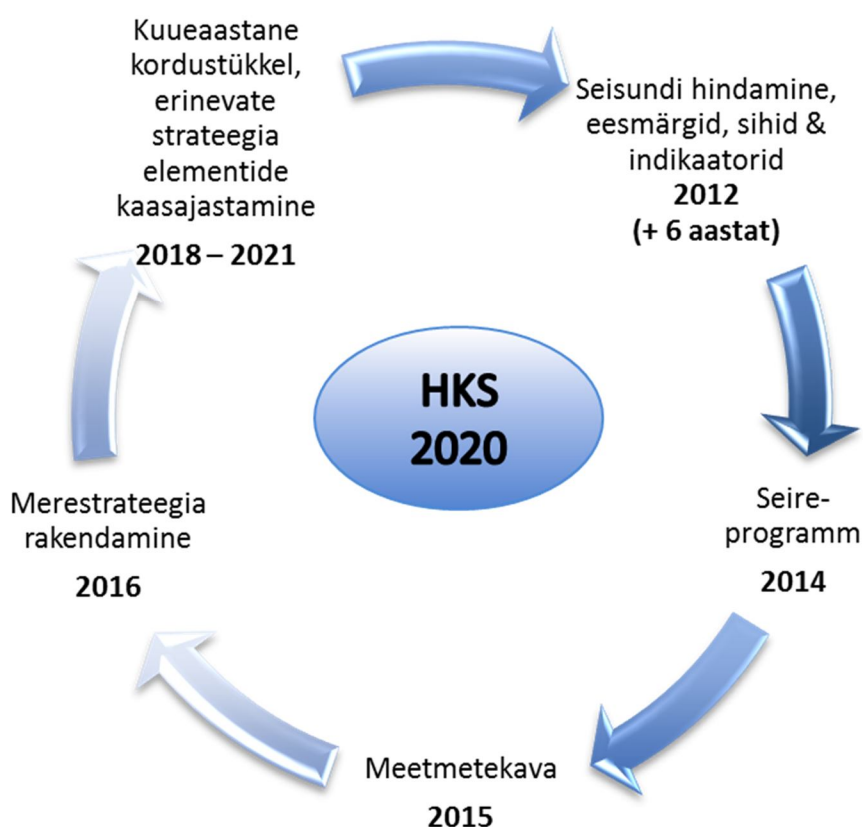 Kuueaastane
kordustükkel,
erinevate
strateegia
elementide
kaasajastamine
2018 – 2021
Seisundi hindamine,
eesmärgid, sihid &
indikaatorid
2012
(+ 6 aastat)
HKS
2020
Seire-
programm
2014
Meetmetekava
2015
Merestrateegia
rakendamine
2016